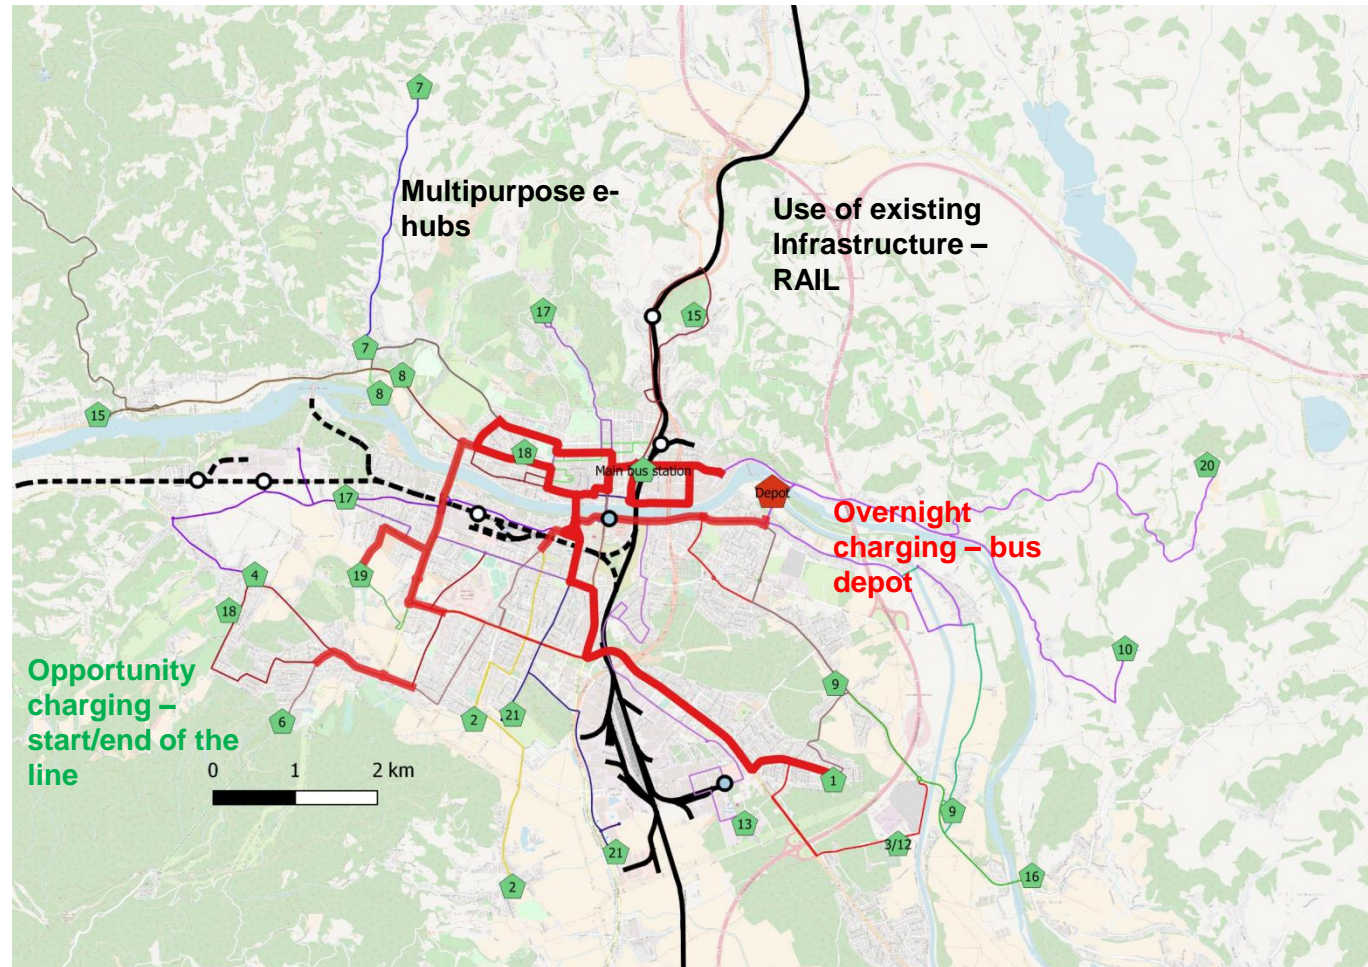 7
Multipurpose e-
hubs
Use of existing
Infrastructure –
RAIL
17
15
7
8
8
15
18
Main bus station
20
Depot
17
Overnight
charging – bus
depot
4
19
18
10
Opportunity
charging –
start/end of the
line
9
6
2
21
0 1 2 km
1
9
13
3/12
21
16
2